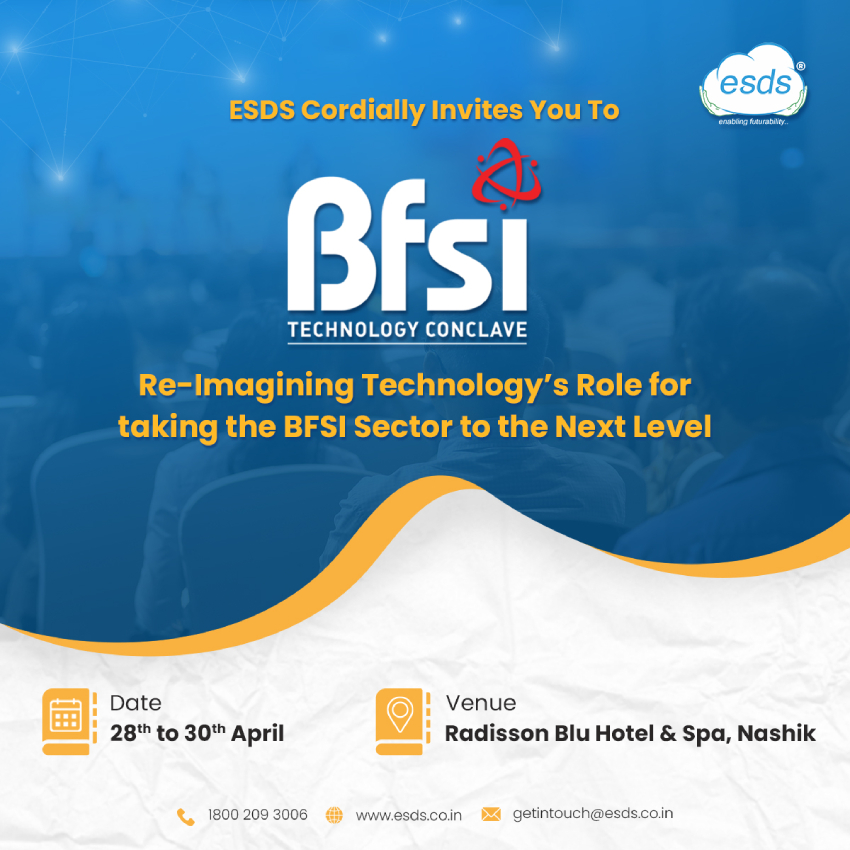 esds®
enabling futurability..
ESDS Cordially Invites You To
Bfsi
TECHNOLOGY CONCLAVE
Re-Imagining Technology’s Role for
taking the BFSI Sector to the Next Level
Date
28th to 30th April
Venue
Radisson Blu Hotel & Spa, Nashik
1800 209 3006 www.esds.co.in getintouch@esds.co.in